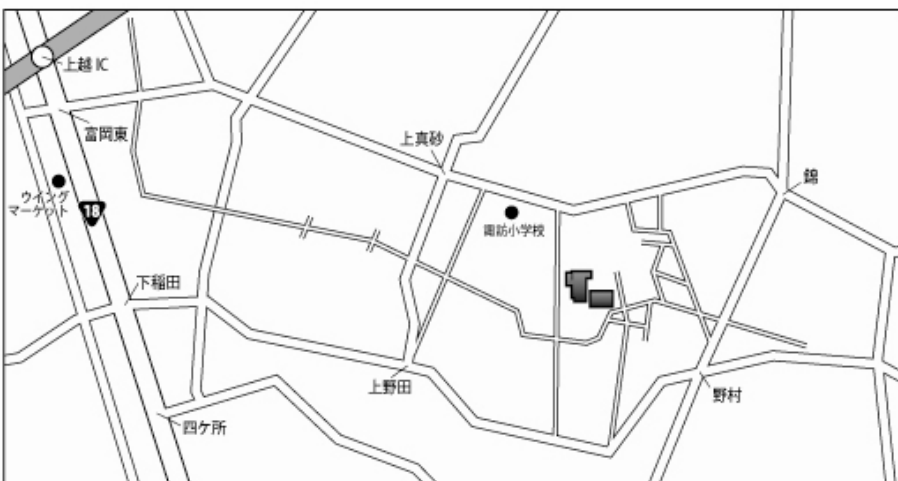 上越 IC
富岡東
ウイング
マーケット
18
下稲田
四ケ所
上真砂
諏訪小学校
上野田
錦
野村